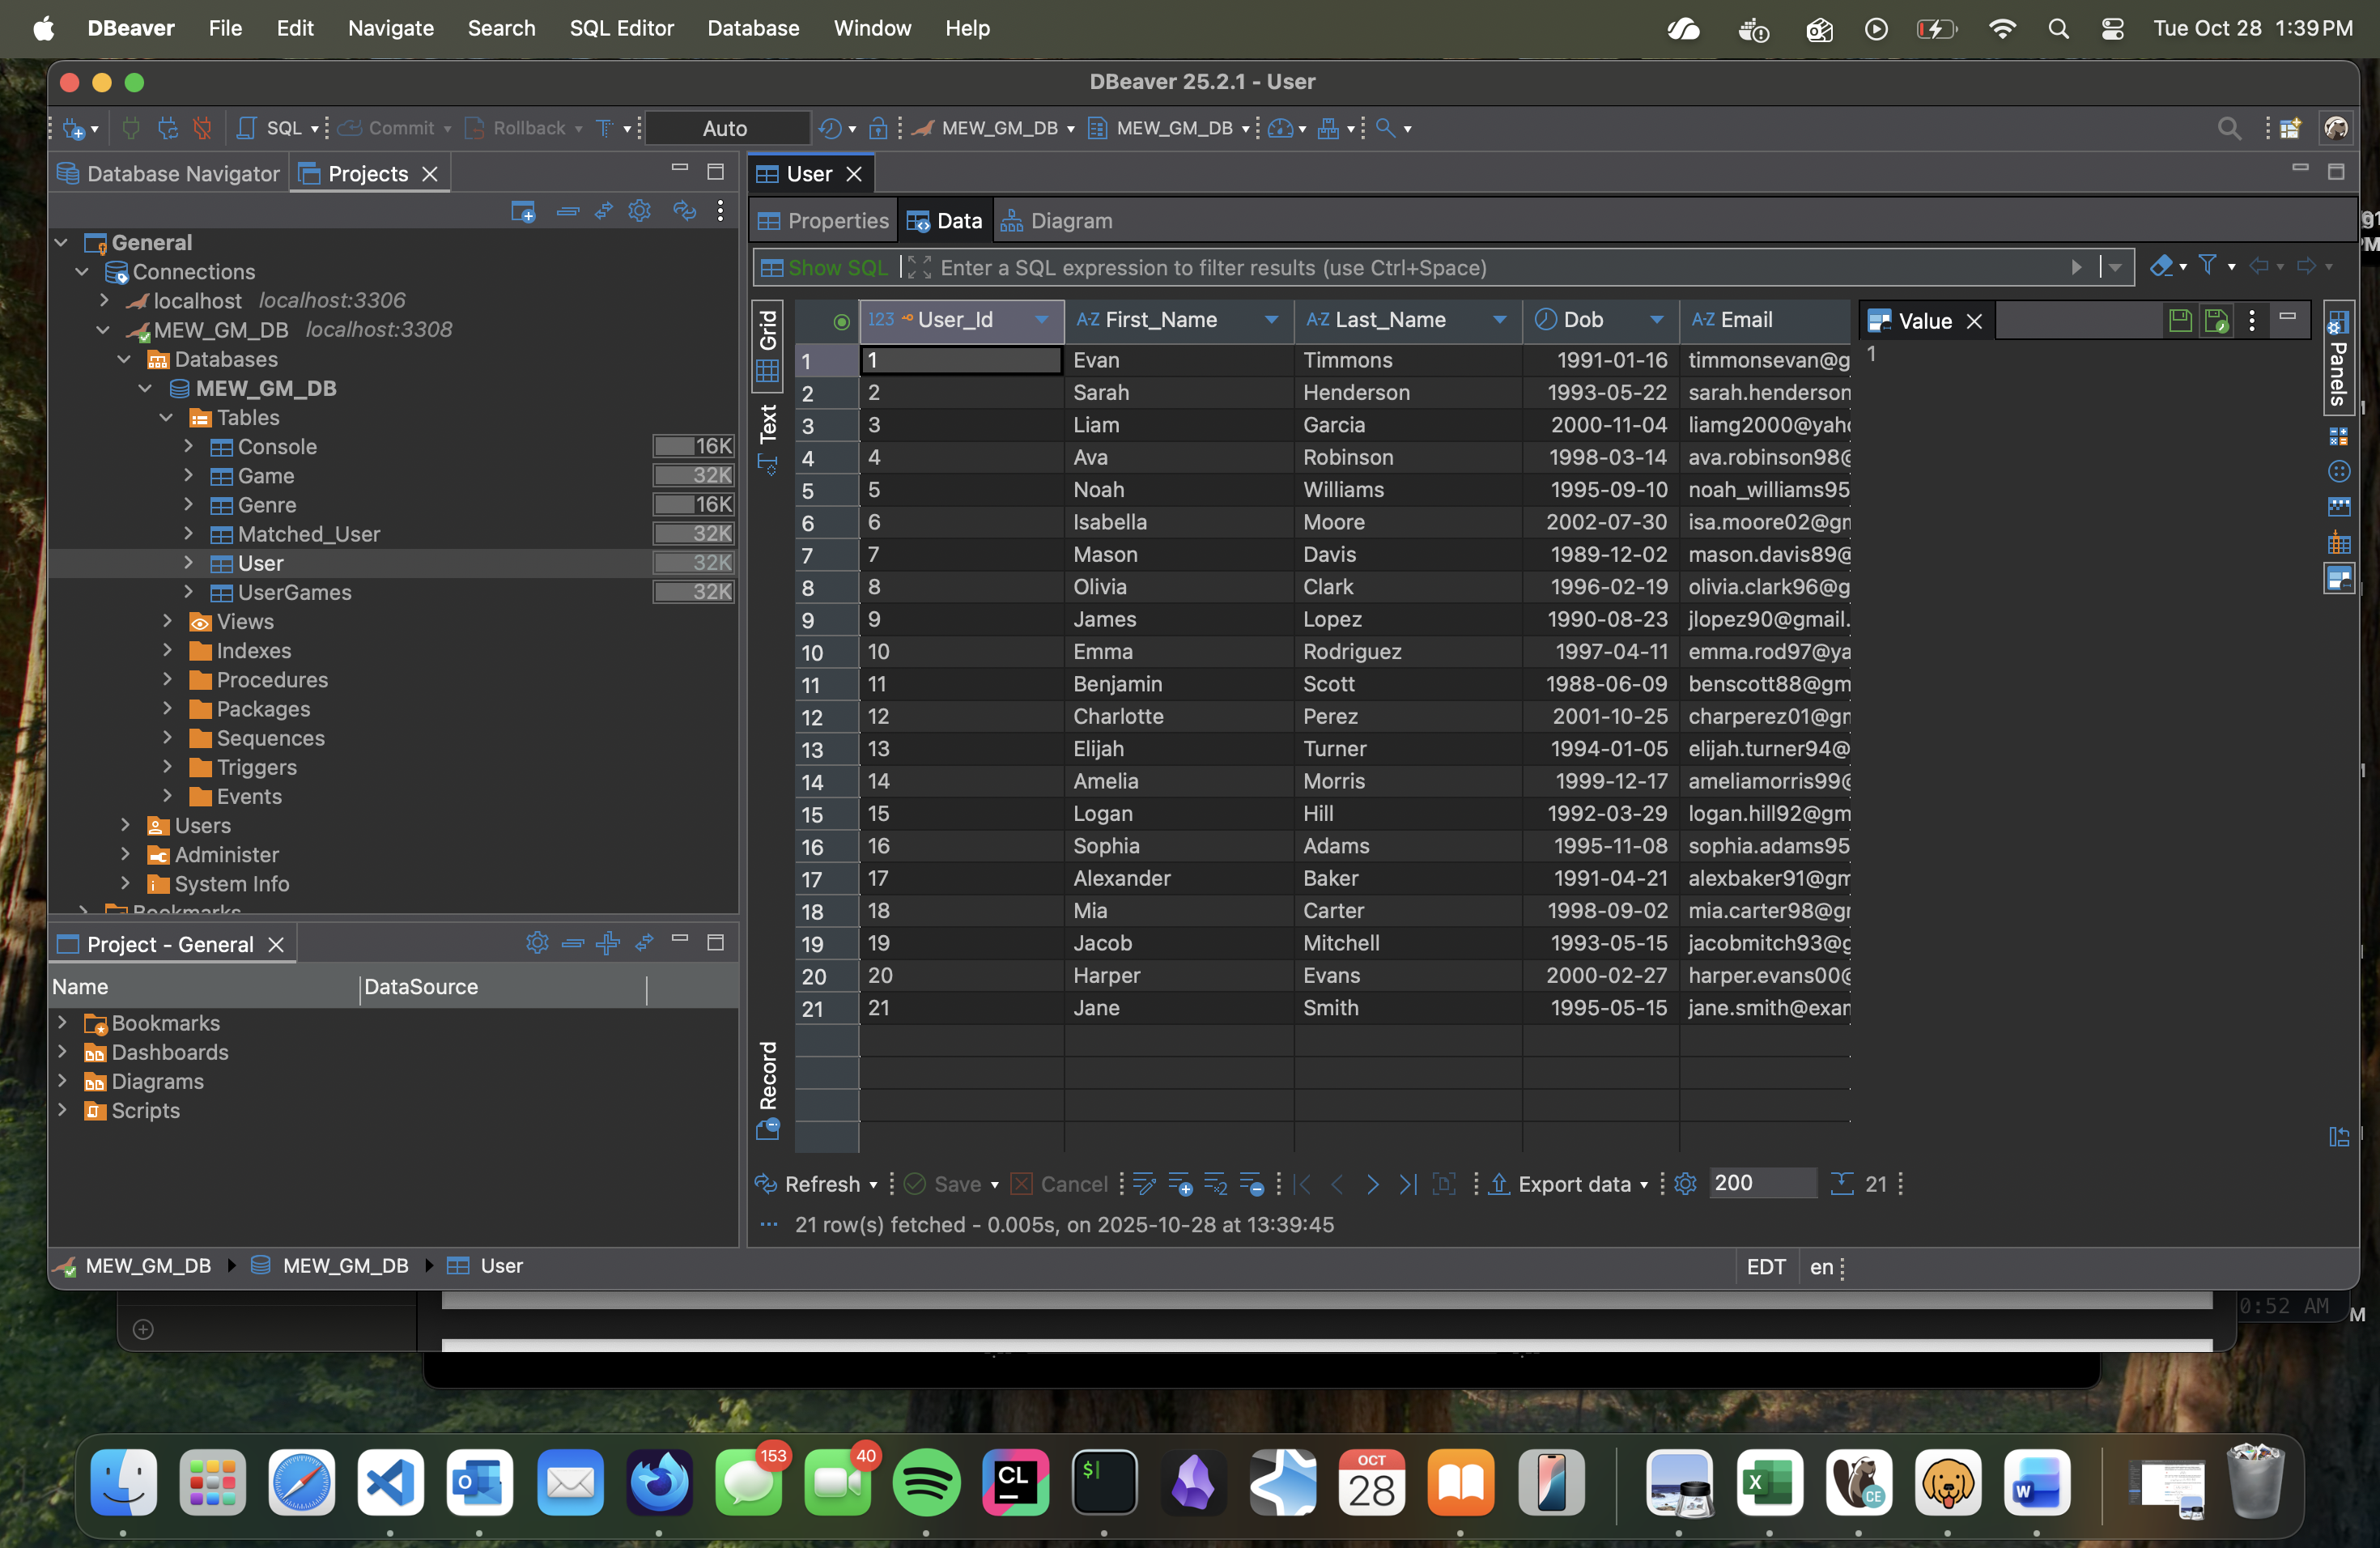 DBeaver File Edit Navigate Search SQL Editor Database Window Help Tue Oct 28 1:39 PM
DBeaver 25.2.1 - User
SQL Commit Rollback Auto MEW_GM_DB MEW_GM_DB
Database Navigator Projects
General
Connections
localhost localhost:3306
MEW_GM_DB localhost:3308
Databases
MEW_GM_DB
Tables
Console 16K
Game 32K
Genre 16K
Matched_User 32K
User 32K
UserGames 32K
Views
Indexes
Procedures
Packages
Sequences
Triggers
Events
Users
Administer
System Info
Bookmarks
Project - General
Name DataSource
Bookmarks
Dashboards
Diagrams
Scripts
User
Properties Data Diagram
Show SQL Enter a SQL expression to filter results (use Ctrl+Space)
Grid
Text
Record
123 User_Id A-Z First_Name A-Z Last_Name Dob A-Z Email
1 1 Evan Timmons 1991-01-16 timmonsevan@g
2 2 Sarah Henderson 1993-05-22 sarah.henderson
3 3 Liam Garcia 2000-11-04 liamg2000@yah
4 4 Ava Robinson 1998-03-14 ava.robinson98@
5 5 Noah Williams 1995-09-10 noah_williams95
6 6 Isabella Moore 2002-07-30 isa.moore02@gm
7 7 Mason Davis 1989-12-02 mason.davis89@
8 8 Olivia Clark 1996-02-19 olivia.clark96@g
9 9 James Lopez 1990-08-23 jlopez90@gmail.
10 10 Emma Rodriguez 1997-04-11 emma.rod97@ya
11 11 Benjamin Scott 1988-06-09 benscott88@gm
12 12 Charlotte Perez 2001-10-25 charperez01@gm
13 13 Elijah Turner 1994-01-05 elijah.turner94@
14 14 Amelia Morris 1999-12-17 ameliamorris99@
15 15 Logan Hill 1992-03-29 logan.hill92@gm
16 16 Sophia Adams 1995-11-08 sophia.adams95
17 17 Alexander Baker 1991-04-21 alexbaker91@gm
18 18 Mia Carter 1998-09-02 mia.carter98@gm
19 19 Jacob Mitchell 1993-05-15 jacobmitch93@g
20 20 Harper Evans 2000-02-27 harper.evans00@
21 21 Jane Smith 1995-05-15 jane.smith@exam
Value
1
Panels
Refresh Save Cancel Export data 200 21
21 row(s) fetched - 0.005s, on 2025-10-28 at 13:39:45
MEW_GM_DB MEW_GM_DB User
EDT en
0:52 AM
M
153
40
CL
$
OCT
28
O
X
CE
W